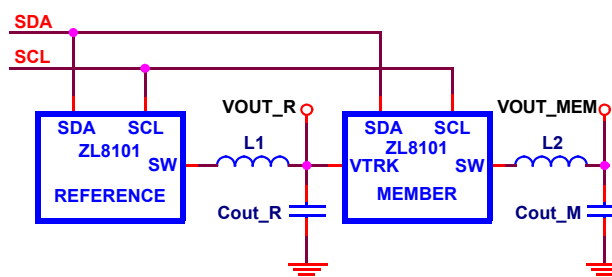 SDA
SCL
VOUT_R
VOUT_MEM
SDA SCL
ZL8101
SW
REFERENCE
L1
Cout_R
SDA SCL
ZL8101
VTRK SW
MEMBER
L2
Cout_M